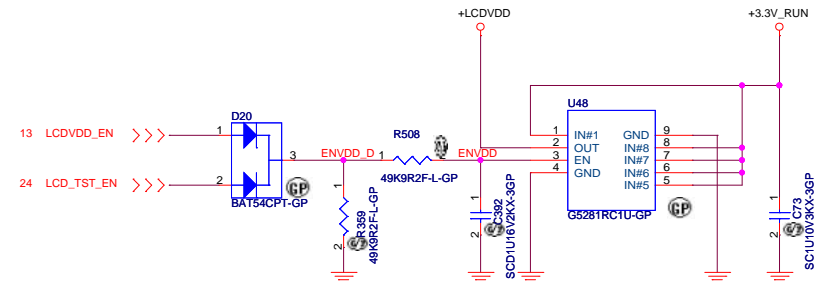 +LCDVDD
+3.3V_RUN
D20
U48
13 LCDVDD_EN
1
R508
1 IN#1 GND 9
2 OUT IN#8 8
3 EN IN#7 7
4 GND IN#6 6
IN#5 5
3 ENVDD_D 1 2 ENVDD
24 LCD_TST_EN
2
49K9R2F-L-GP
GP
BAT54CPT-GP
G5281RC1U-GP
GP
1
2
R359
49K9R2F-L-GP
1
2
C392
SCD1U16V2KX-3GP
1
2
C73
SC1U10V3KX-3GP